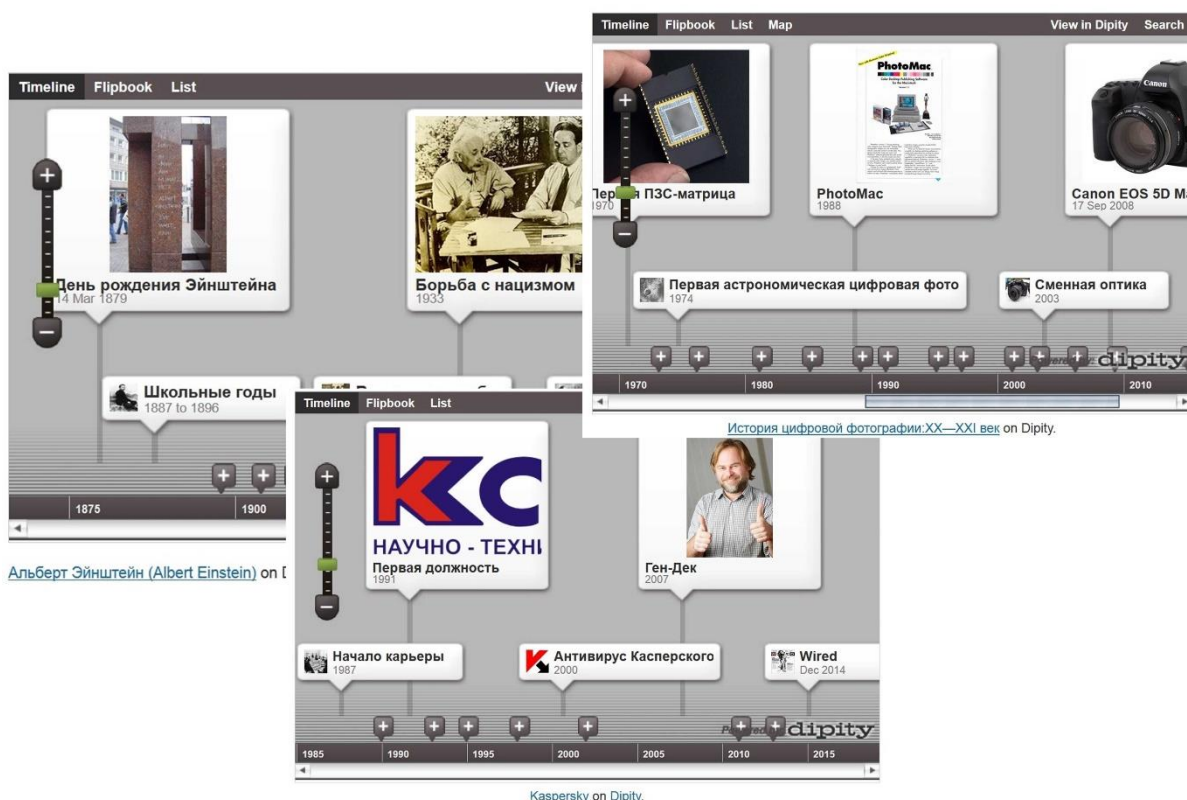 Timeline Flipbook List
View i
День рождения Эйнштейна
14 Mar 1879
Борьба с нацизмом
1933
Школьные годы
1887 to 1896
1875 1900
Альберт Эйнштейн (Albert Einstein) on D
Timeline Flipbook List Map View in Dipity Search
ПЗС-матрица
1970
PhotoMac
PhotoMac
1988
Canon
Canon EOS 5D Ma
17 Sep 2008
Первая астрономическая цифровая фото
1974
Сменная оптика
2003
dipity
1970 1980 1990 2000 2010
История цифровой фотографии:XX—XXI век on Dipity.
Timeline Flipbook List
НАУЧНО - ТЕХНИ
Первая должность
1991
Ген-Дек
2007
Начало карьеры
1987
Антивирус Касперского
2000
Wired
Dec 2014
dipity
1985 1990 1995 2000 2005 2010 2015
Kaspersky on Dipity.